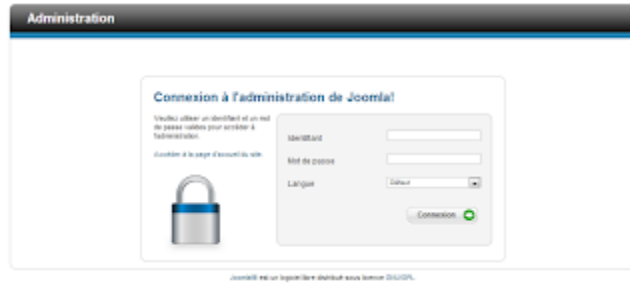 Administration
Connexion à l'administration de Joomla!
Veuillez utiliser un identifiant et un mot
de passe valides pour accéder à
l'administration.
Accéder à la page d'accueil du site.
Identifiant
Mot de passe
Langue
Défaut
Connexion
Joomla!® est un logiciel libre distribué sous licence GNU/GPL.